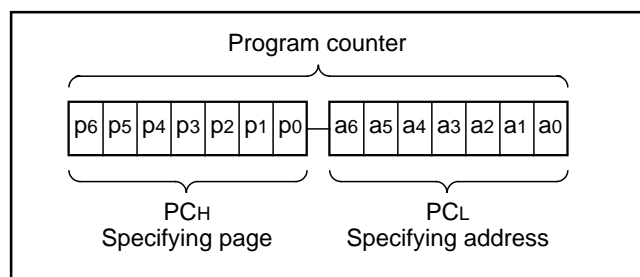 Program counter
p6 p5 p4 p3 p2 p1 p0 a6 a5 a4 a3 a2 a1 a0
PCH PCL
Specifying page Specifying address